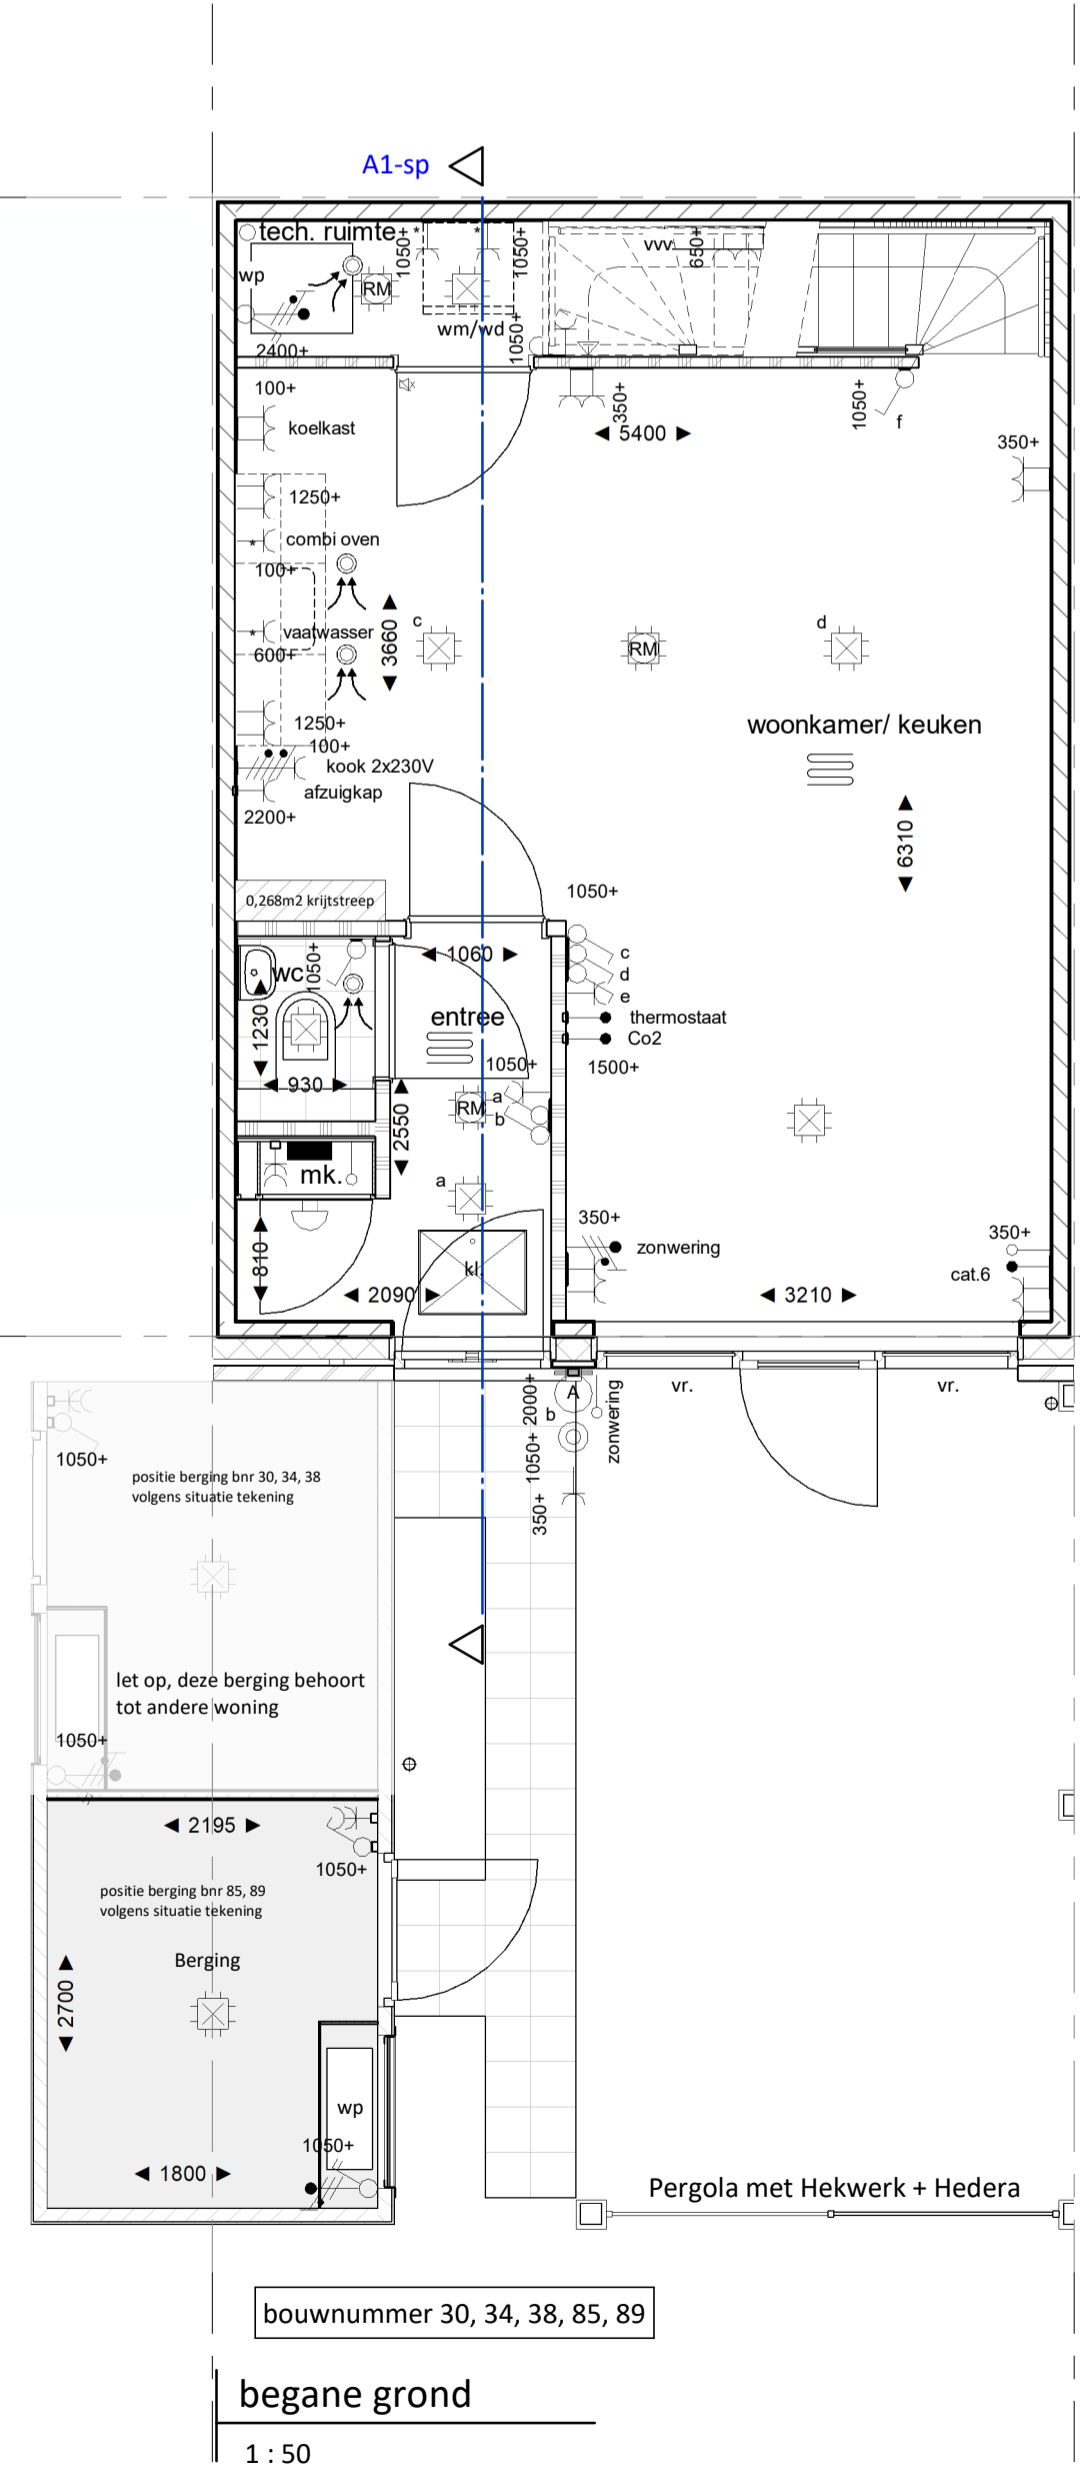 A1-sp
tech. ruimte
1050+
*
*
1050+
vvv
650+
wp
RM
wm/wd
1050+
2400+
100+
350+
1050+
f
koelkast
5400
350+
1250+
*
combi oven
100+
c
d
*
vaatwasser
3660
RM
600+
woonkamer/ keuken
1250+
100+
kook 2x230V
afzuigkap
2200+
6310
1050+
0,268m2 krijtstreep
1060
c
d
e
wc
1050+
1230
entree
thermostaat
Co2
1050+
1500+
930
RM
a
b
2550
mk.
a
350+
zonwering
350+
810
kl.
cat.6
2090
3210
2000+
A
b
zonwering
vr.
vr.
1050+
1050+
350+
positie berging bnr 30, 34, 38
volgens situatie tekening
let op, deze berging behoort
tot andere woning
1050+
2195
1050+
positie berging bnr 85, 89
volgens situatie tekening
Berging
2700
wp
1050+
1800
Pergola met Hekwerk + Hedera
bouwnummer 30, 34, 38, 85, 89
begane grond
1 : 50